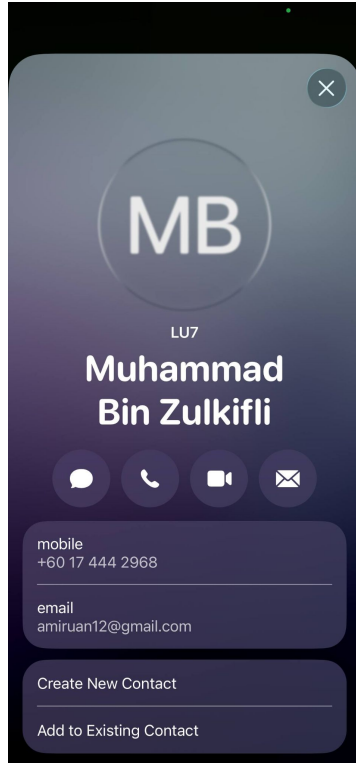 MB
LU7
Muhammad
Bin Zulkifli
mobile
+60 17 444 2968
email
amiruan12@gmail.com
Create New Contact
Add to Existing Contact